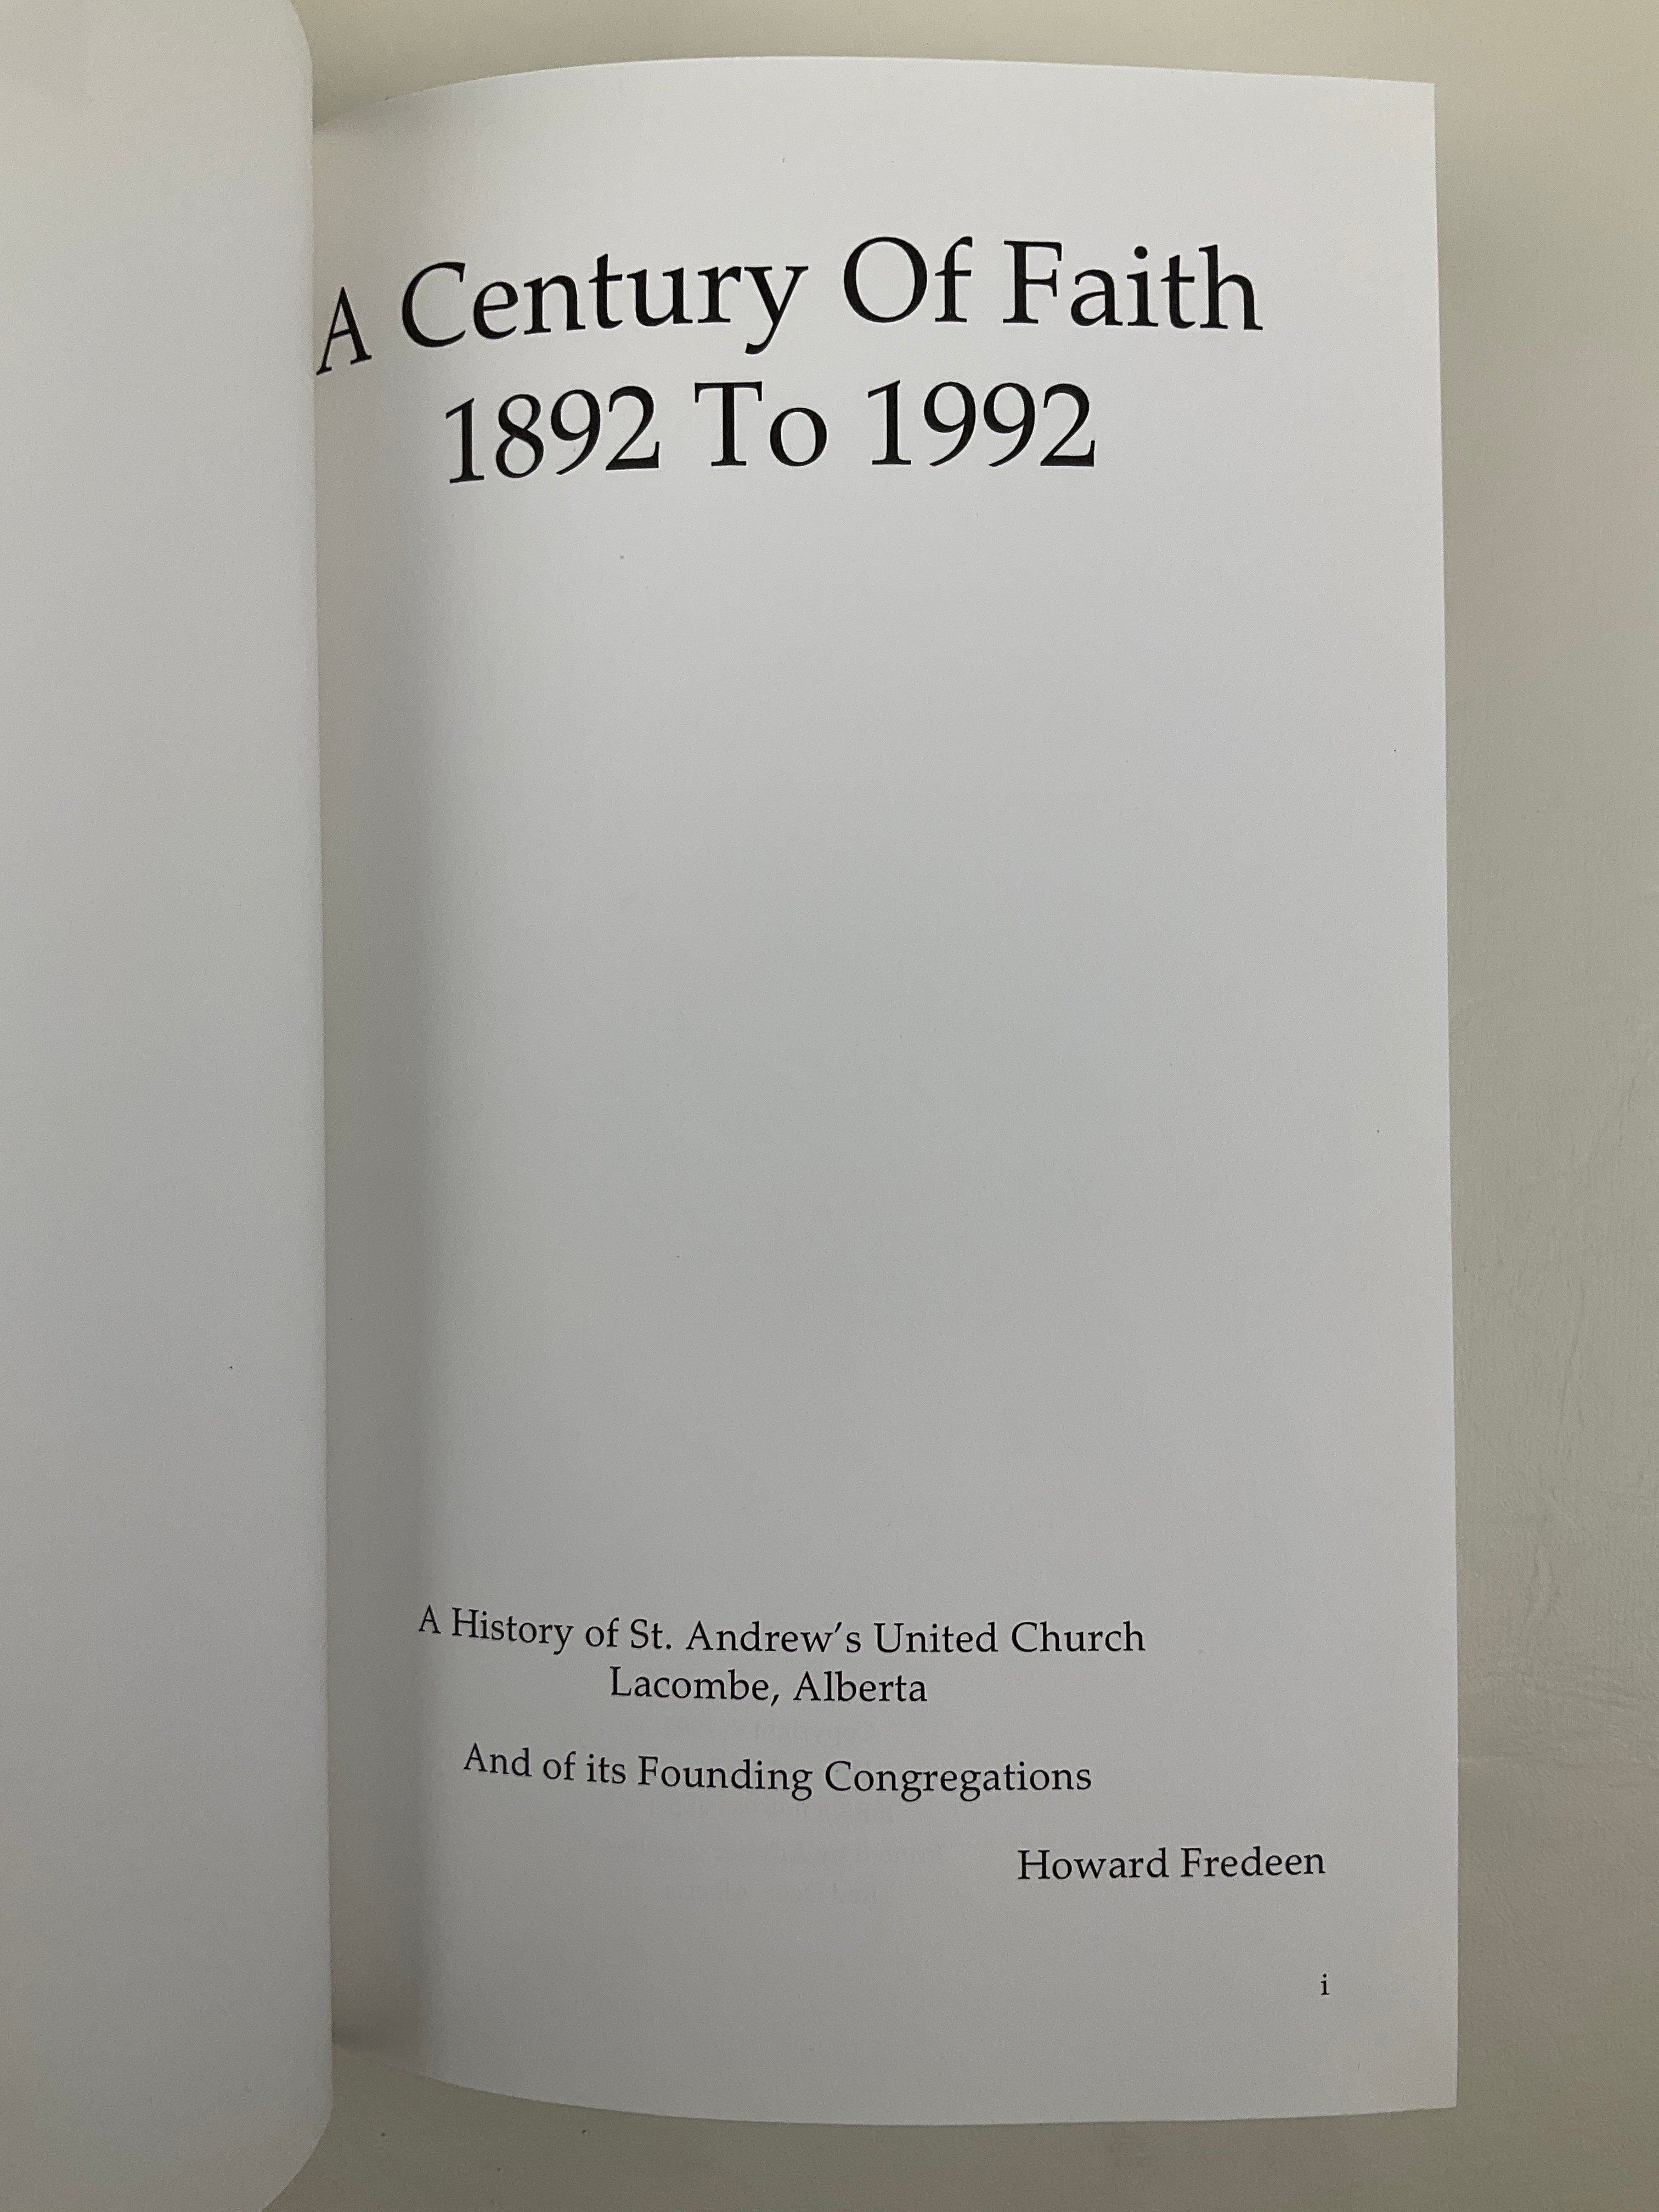 A Century Of Faith
1892 To 1992
A History of St. Andrew's United Church
Lacombe, Alberta
And of its Founding Congregations
Howard Fredeen
i